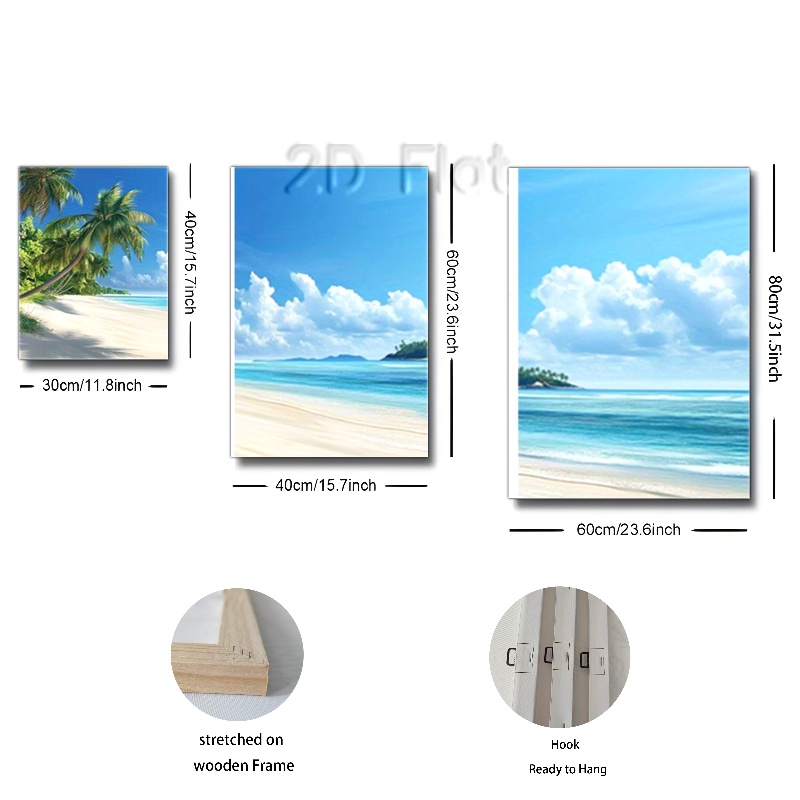 2D Flat
40cm/15.7inch
30cm/11.8inch
60cm/23.6inch
40cm/15.7inch
80cm/31.5inch
60cm/23.6inch
stretched on
wooden Frame
Hook
Ready to Hang